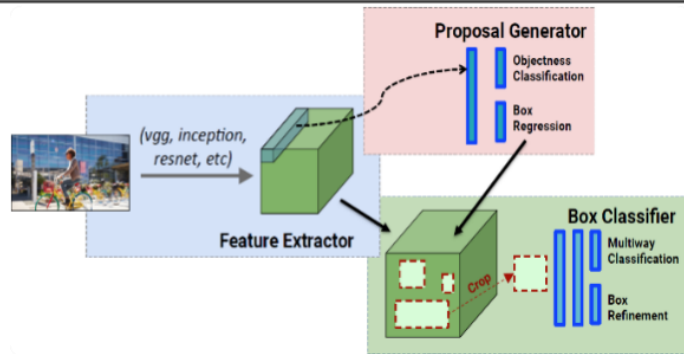 Proposal Generator
Objectness
Classification
Box
Regression
(vgg, inception,
resnet, etc)
Feature Extractor
Box Classifier
Multiway
Classification
Crop
Box
Refinement